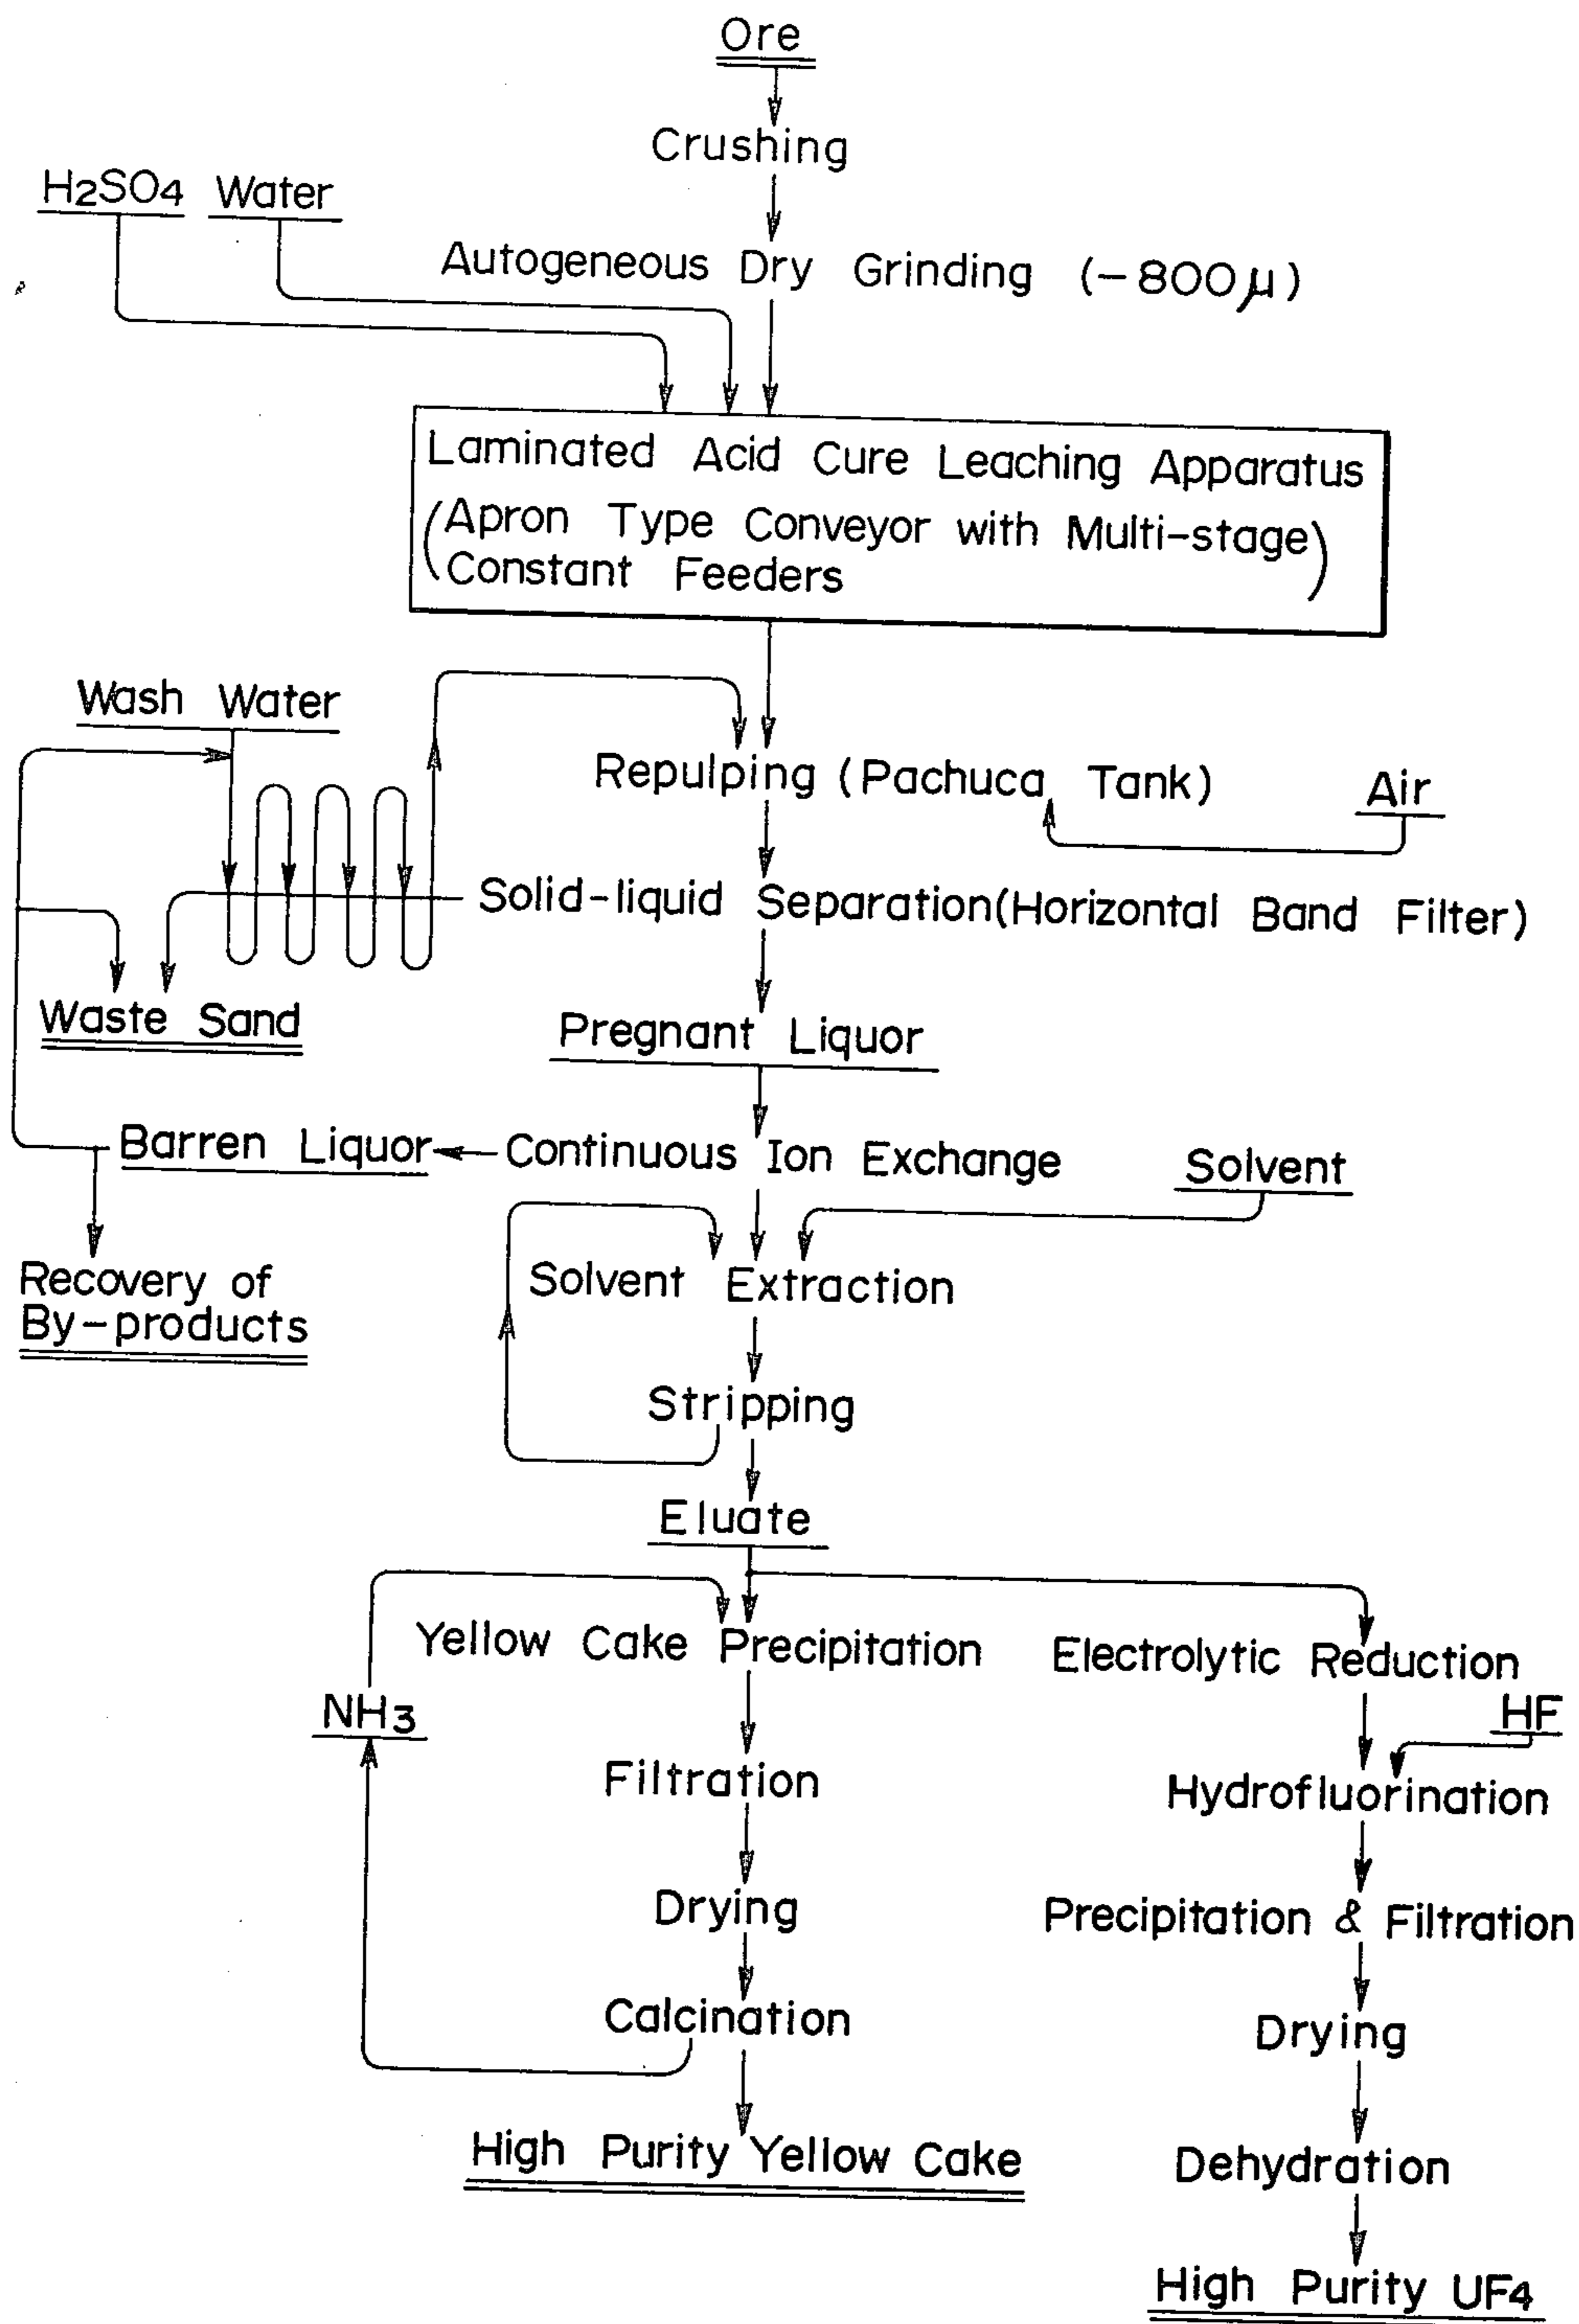 Ore
Crushing
H2SO4 Water
Autogeneous Dry Grinding (-800μ)
Laminated Acid Cure Leaching Apparatus
(Apron Type Conveyor with Multi-stage
Constant Feeders)
Wash Water
Repulping (Pachuca Tank)
Air
Solid-liquid Separation(Horizontal Band Filter)
Waste Sand
Pregnant Liquor
Barren Liquor
Continuous Ion Exchange
Solvent
Recovery of
By-products
Solvent Extraction
Stripping
Eluate
Yellow Cake Precipitation
Electrolytic Reduction
NH3
HF
Filtration
Hydrofluorination
Drying
Precipitation & Filtration
Calcination
Drying
High Purity Yellow Cake
Dehydration
High Purity UF4